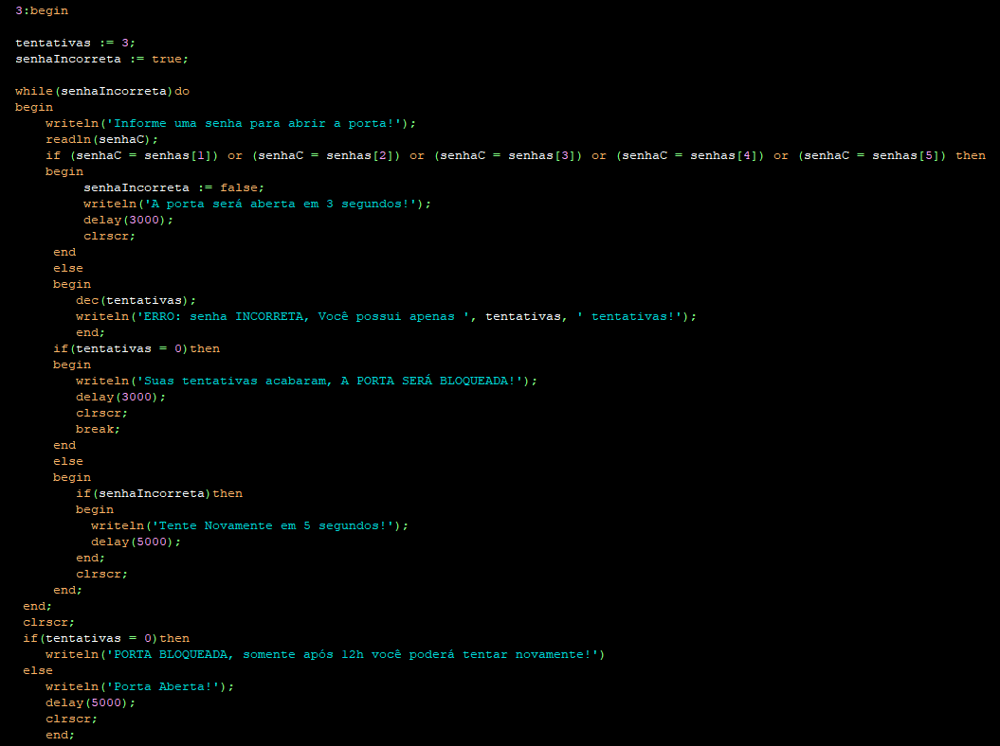 3:begin

tentativas := 3;
senhaIncorreta := true;

while(senhaIncorreta)do
begin
    writeln('Informe uma senha para abrir a porta!');
    readln(senhaC);
    if (senhaC = senhas[1]) or (senhaC = senhas[2]) or (senhaC = senhas[3]) or (senhaC = senhas[4]) or (senhaC = senhas[5]) then
    begin
         senhaIncorreta := false;
         writeln('A porta será aberta em 3 segundos!');
         delay(3000);
         clrscr;
     end
     else
     begin
        dec(tentativas);
        writeln('ERRO: senha INCORRETA, Você possui apenas ', tentativas, ' tentativas!');
        end;
     if(tentativas = 0)then
     begin
        writeln('Suas tentativas acabaram, A PORTA SERÁ BLOQUEADA!');
        delay(3000);
        clrscr;
        break;
     end
     else
     begin
        if(senhaIncorreta)then
        begin
          writeln('Tente Novamente em 5 segundos!');
          delay(5000);
        end;
        clrscr;
     end;
 end;
 clrscr;
 if(tentativas = 0)then
    writeln('PORTA BLOQUEADA, somente após 12h você poderá tentar novamente!')
 else
    writeln('Porta Aberta!');
    delay(5000);
    clrscr;
    end;